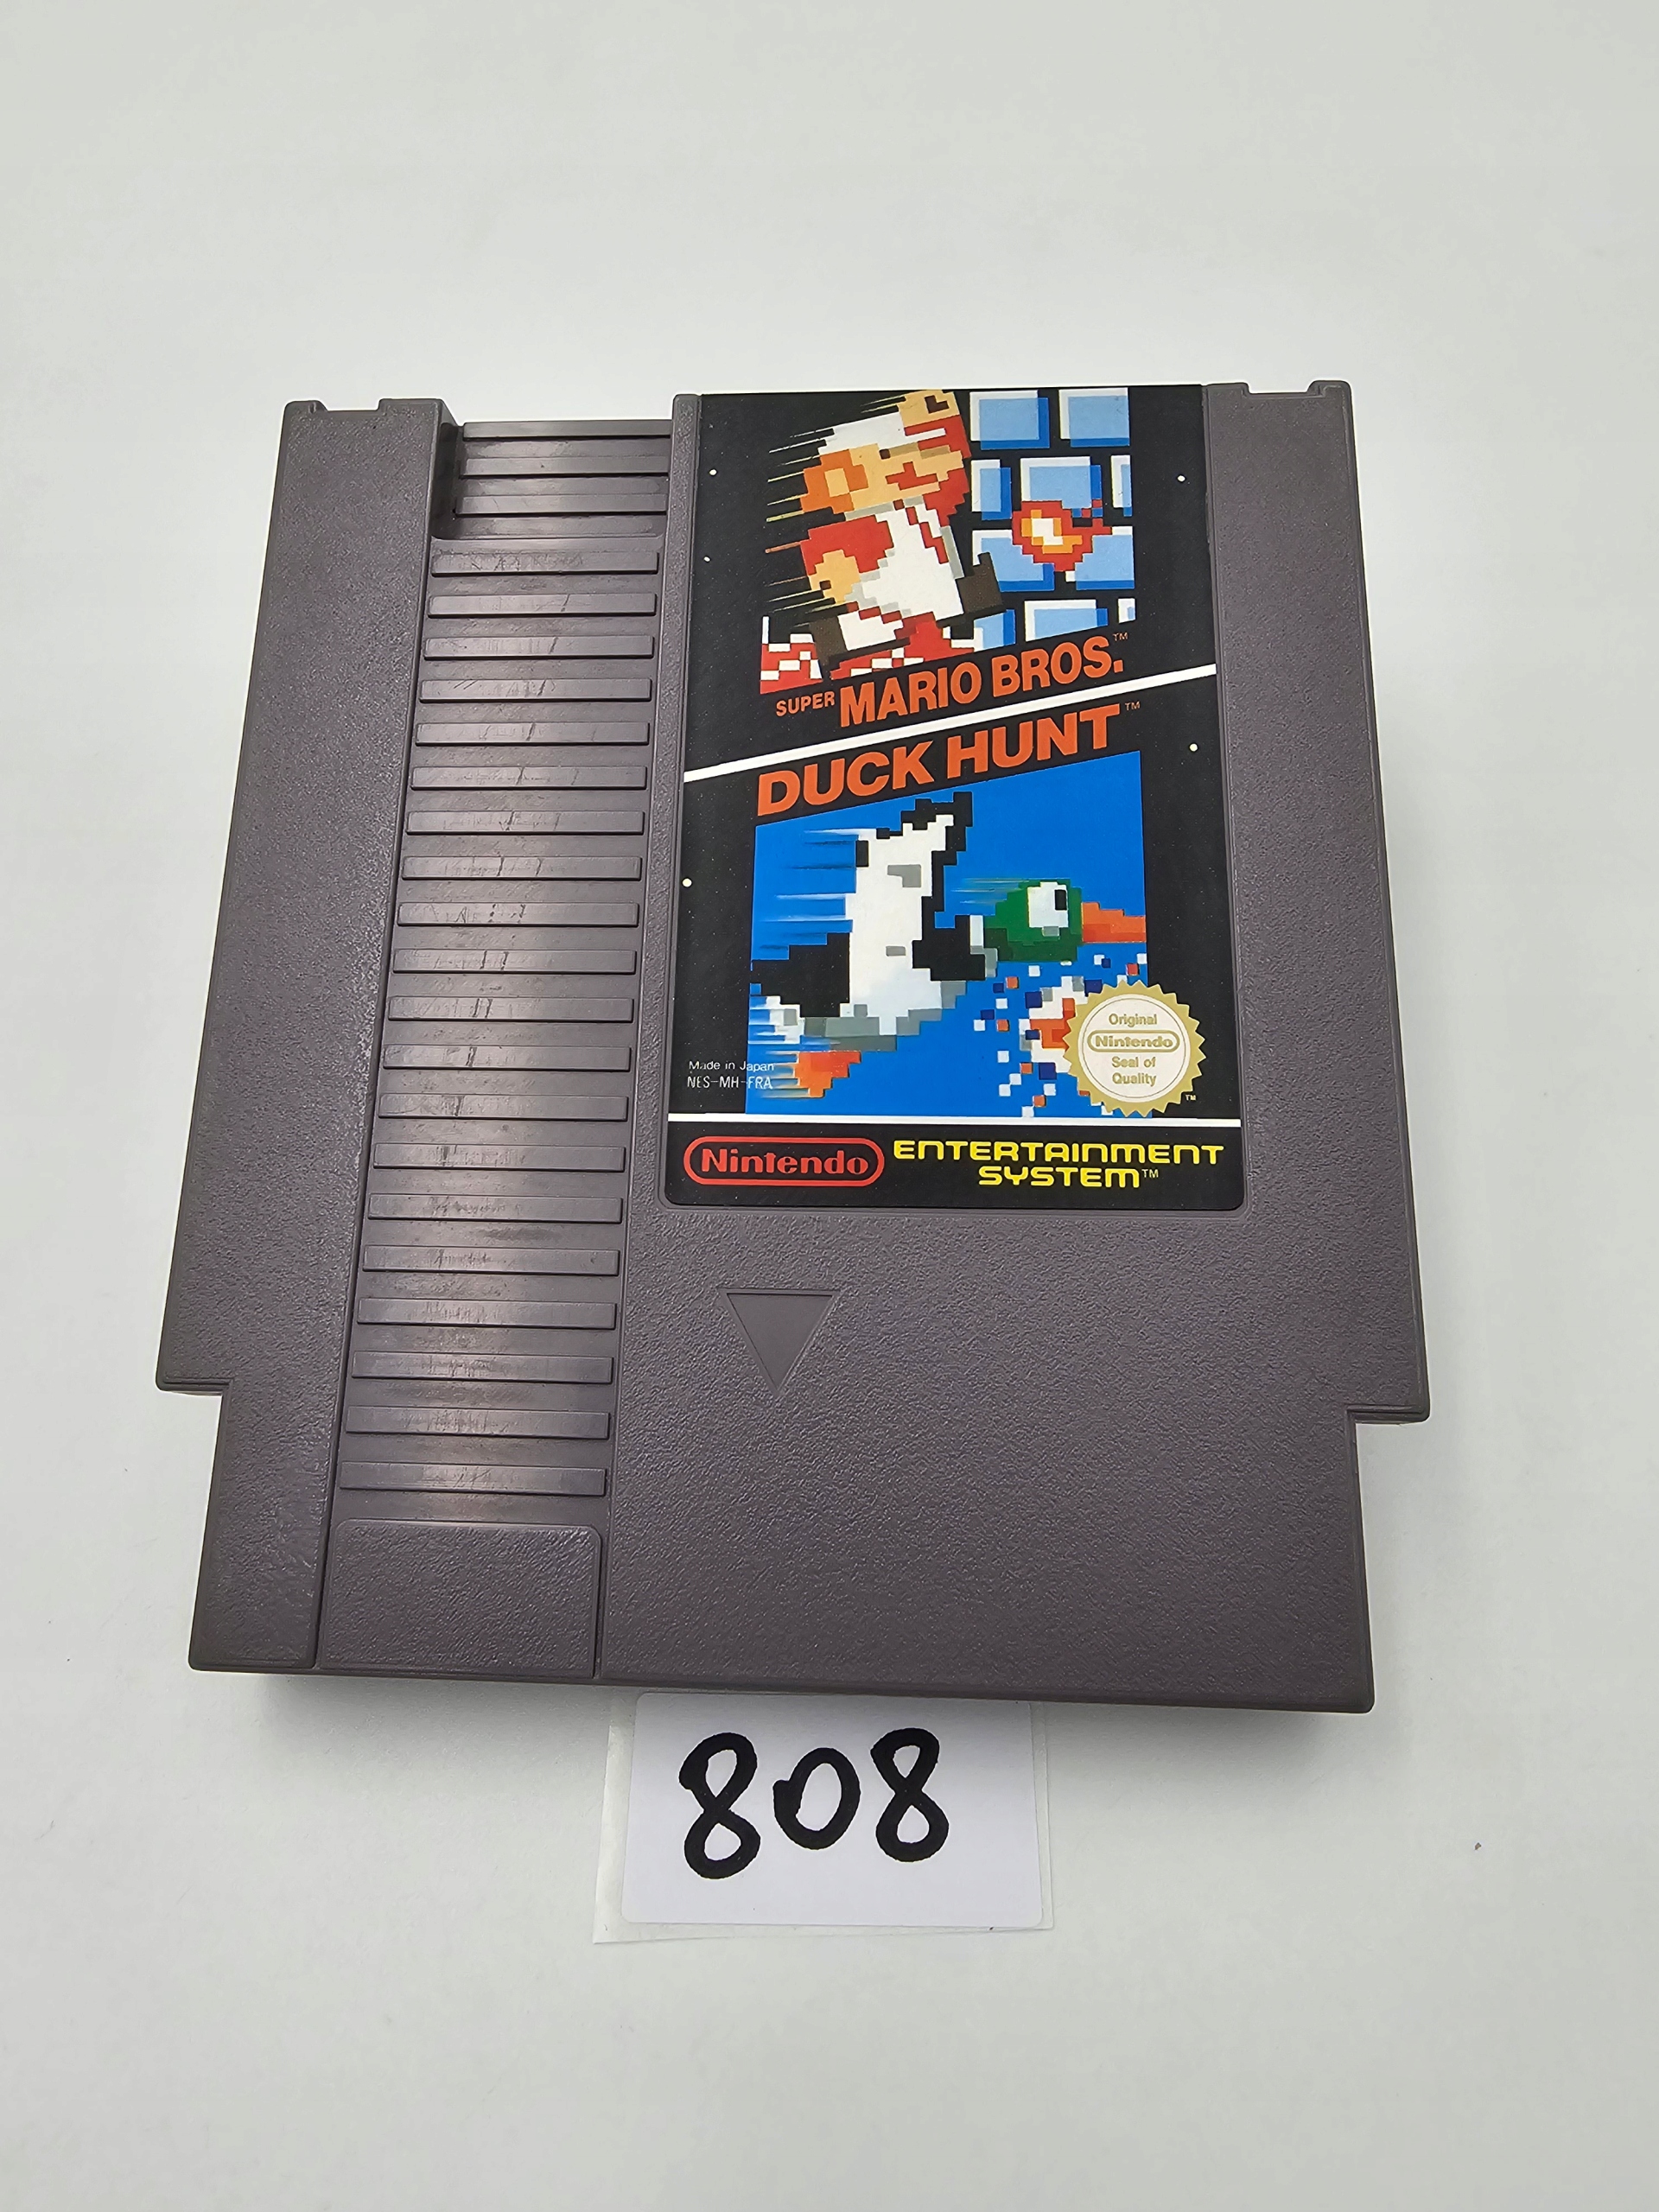 SUPER MARIO BROS.™
DUCK HUNT™
Original
Nintendo
Seal of
Quality
™
Made in Japan
NES-MH-FRA
Nintendo ENTERTAINMENT
SYSTEM™
808